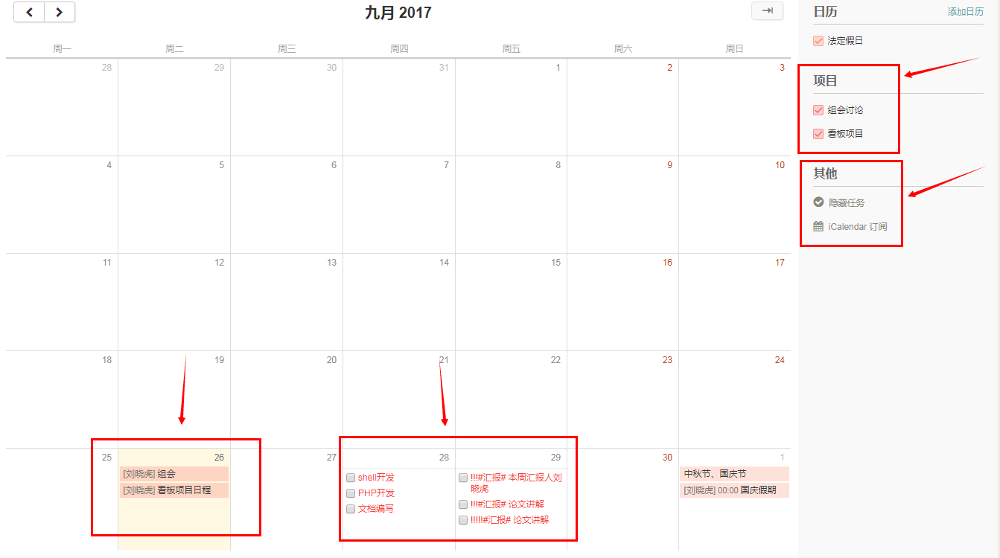 九月 2017
周一 周二 周三 周四 周五 周六 周日
28 29 30 31 1 2 3
4 5 6 7 8 9 10
11 12 13 14 15 16 17
18 19 20 21 22 23 24
25 26 27 28 29 30 1
[刘晓虎] 组会
[刘晓虎] 看板项目日程
shell开发
PHP开发
文档编写
!!!#汇报# 本周汇报人刘
晓虎
!!!#汇报# 论文讲解
!!!!!#汇报# 论文讲解
中秋节、国庆节
[刘晓虎] 00:00 国庆假期
日历 添加日历
法定假日
项目
组会讨论
看板项目
其他
隐藏任务
iCalendar 订阅